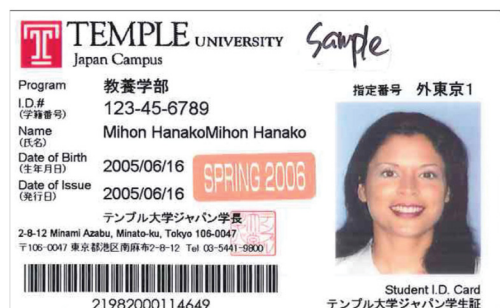 TEMPLE UNIVERSITY
Japan Campus
Sample
Program 教養学部
指定番号 外東京1
I.D.# 123-45-6789
(学籍番号)
Name Mihon HanakoMihon Hanako
(氏名)
Date of Birth 2005/06/16
(生年月日)
Date of Issue 2005/06/16
(発行日)
SPRING 2006
テンプル大学ジャパン学長
2-8-12 Minami Azabu, Minato-ku, Tokyo 106-0047
〒106-0047 東京都港区南麻布2-8-12 Tel 03-5441-9800
21982000114649
Student I.D. Card
テンプル大学ジャパン学生証